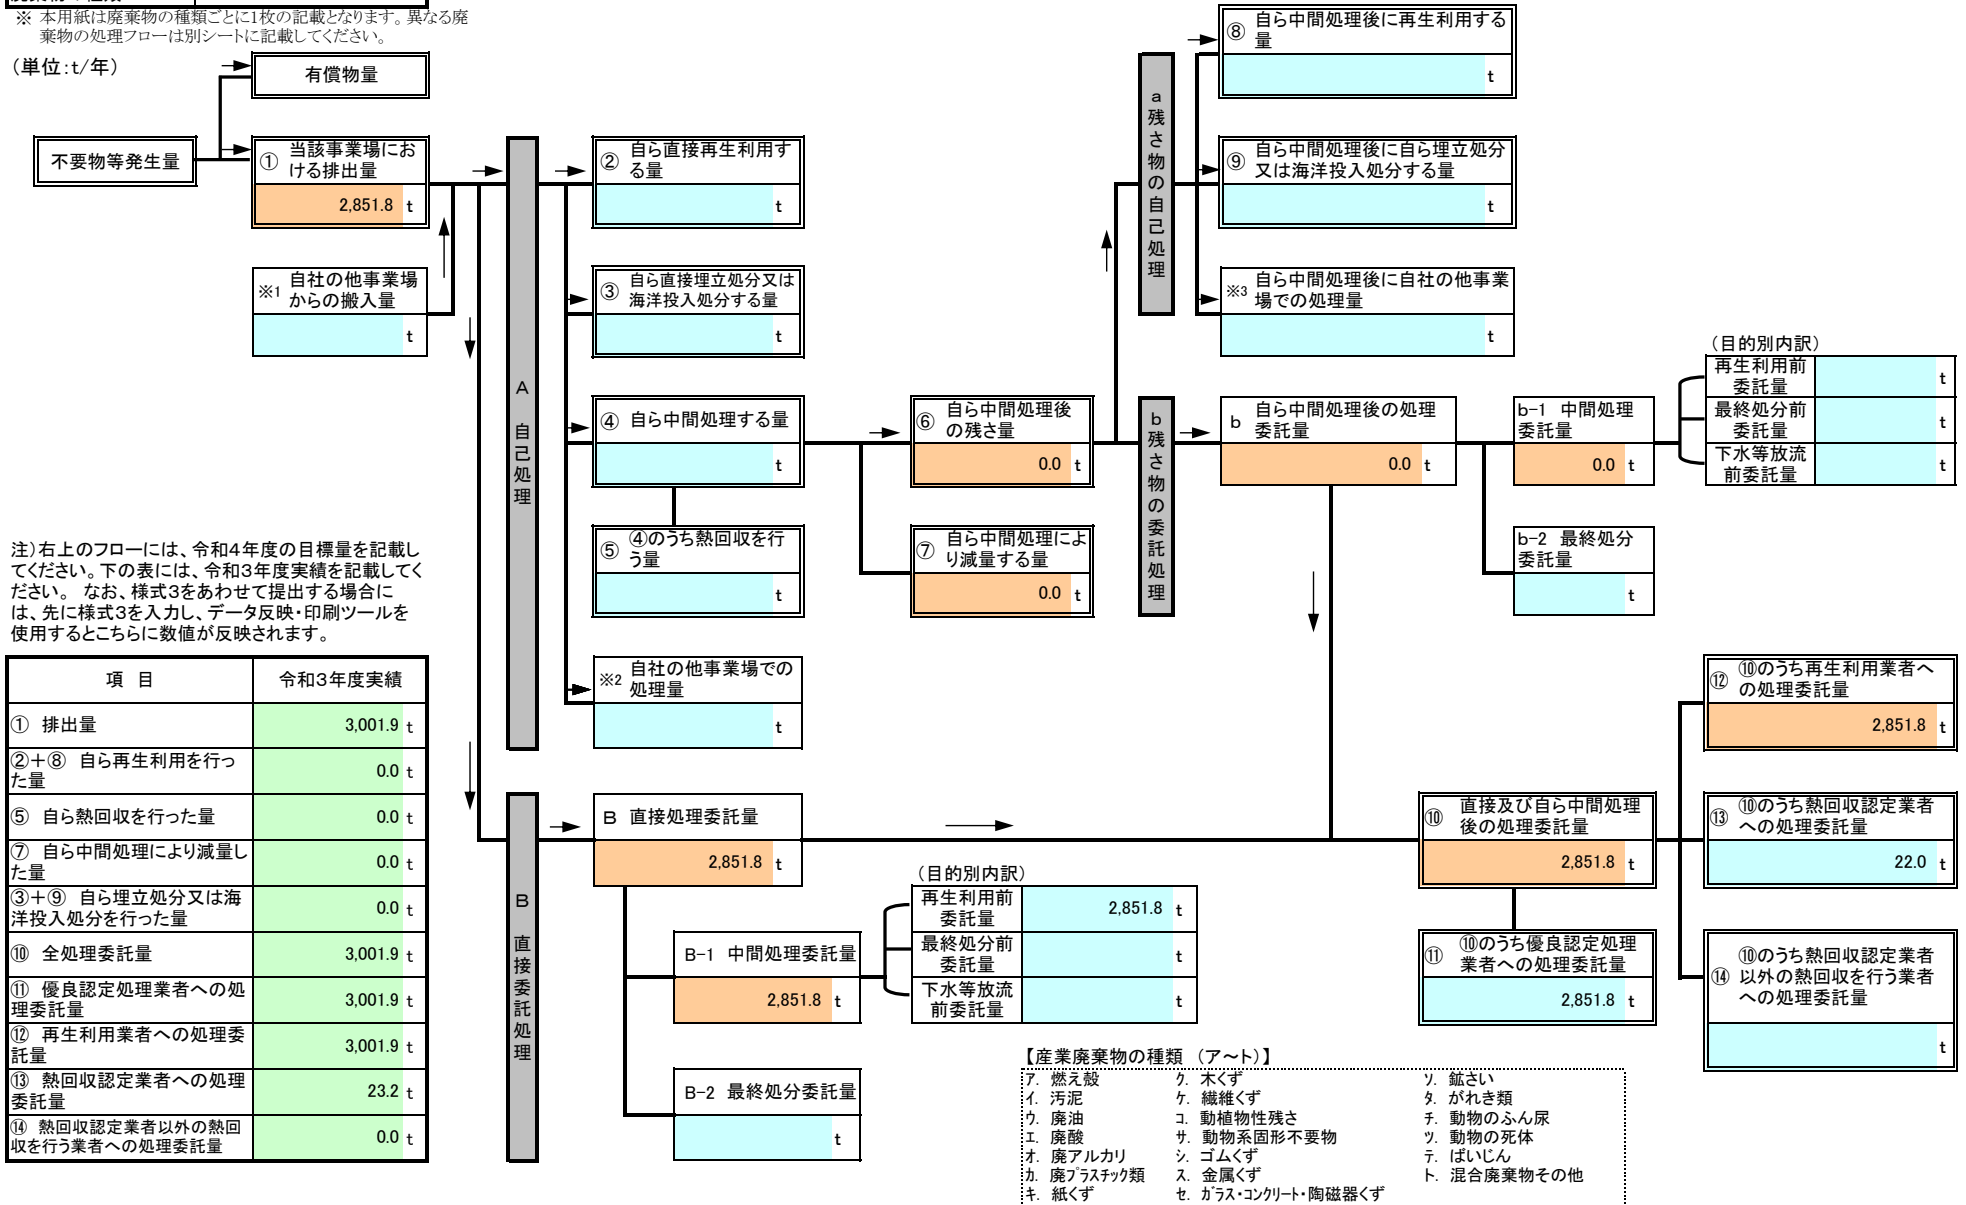 ※ 本用紙は廃棄物の種類ごとに1枚の記載となります。異なる廃
棄物の処理フローは別シートに記載してください。
(単位:t/年)
有償物量
不要物等発生量
① 当該事業場にお
ける排出量
2,851.8 t
※1 自社の他事業場
からの搬入量
t
A 自己処理
② 自ら直接再生利用す
る量
t
③ 自ら直接埋立処分又は
海洋投入処分する量
t
④ 自ら中間処理する量
t
⑤ ④のうち熱回収を行
う量
t
※2 自社の他事業場での
処理量
t
⑥ 自ら中間処理後
の残さ量
0.0 t
⑦ 自ら中間処理によ
り減量する量
0.0 t
a 残さ物の自己処理
⑧ 自ら中間処理後に再生利用する
量
t
⑨ 自ら中間処理後に自ら埋立処分
又は海洋投入処分する量
t
※3 自ら中間処理後に自社の他事業
場での処理量
t
b 残さ物の委託処理
b 自ら中間処理後の処理
委託量
0.0 t
b-1 中間処理
委託量
0.0 t
(目的別内訳)
再生利用前
委託量
t
最終処分前
委託量
t
下水等放流
前委託量
t
b-2 最終処分
委託量
t
注)右上のフローには、令和4年度の目標量を記載し
てください。下の表には、令和3年度実績を記載してく
ださい。 なお、様式3をあわせて提出する場合に
は、先に様式3を入力し、データ反映・印刷ツールを
使用するとこちらに数値が反映されます。
項 目 令和3年度実績
① 排出量 3,001.9 t
②+⑧ 自ら再生利用を行っ
た量 0.0 t
⑤ 自ら熱回収を行った量 0.0 t
⑦ 自ら中間処理により減量し
た量 0.0 t
③+⑨ 自ら埋立処分又は海
洋投入処分を行った量 0.0 t
⑩ 全処理委託量 3,001.9 t
⑪ 優良認定処理業者への処
理委託量 3,001.9 t
⑫ 再生利用業者への処理委
託量 3,001.9 t
⑬ 熱回収認定業者への処理
委託量 23.2 t
⑭ 熱回収認定業者以外の熱回
収を行う業者への処理委託量 0.0 t
B 直接委託処理
B 直接処理委託量
2,851.8 t
B-1 中間処理委託量
2,851.8 t
B-2 最終処分委託量
t
(目的別内訳)
再生利用前
委託量
2,851.8 t
最終処分前
委託量
t
下水等放流
前委託量
t
⑩ 直接及び自ら中間処理
後の処理委託量
2,851.8 t
⑪ ⑩のうち優良認定処理
業者への処理委託量
2,851.8 t
⑫ ⑩のうち再生利用業者へ
の処理委託量
2,851.8 t
⑬ ⑩のうち熱回収認定業者
への処理委託量
22.0 t
⑭ ⑩のうち熱回収認定業者
以外の熱回収を行う業者
への処理委託量
t
【産業廃棄物の種類 (ア~ト)】
ア. 燃え殻
イ. 汚泥
ウ. 廃油
エ. 廃酸
オ. 廃アルカリ
カ. 廃プラスチック類
キ. 紙くず
ク. 木くず
ケ. 繊維くず
コ. 動植物性残さ
サ. 動物系固形不要物
シ. ゴムくず
ス. 金属くず
セ. ガラス・コンクリート・陶磁器くず
ソ. 鉱さい
タ. がれき類
チ. 動物のふん尿
ツ. 動物の死体
テ. ばいじん
ト. 混合廃棄物その他